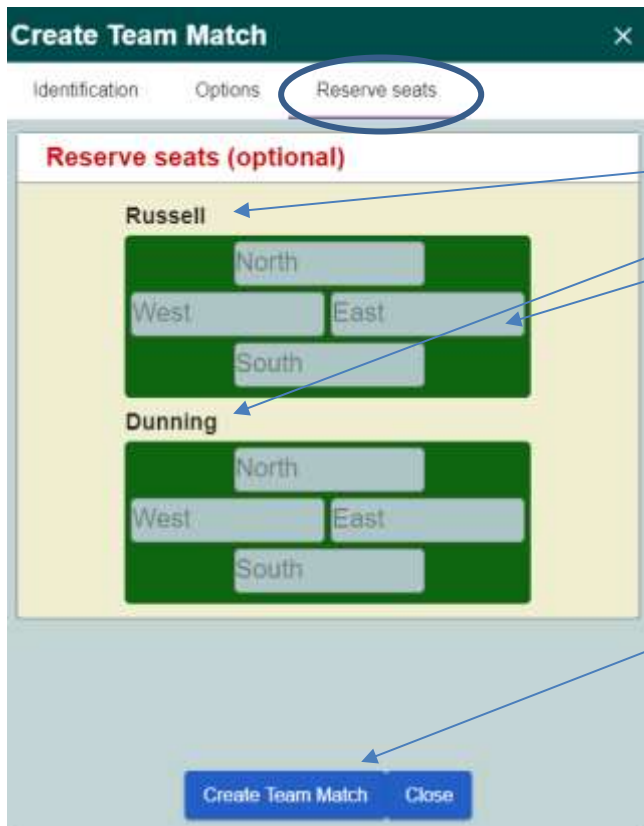 Create Team Match ×
Identification Options Reserve seats
Reserve seats (optional)
Russell
North
West East
South
Dunning
North
West East
South
Create Team Match Close